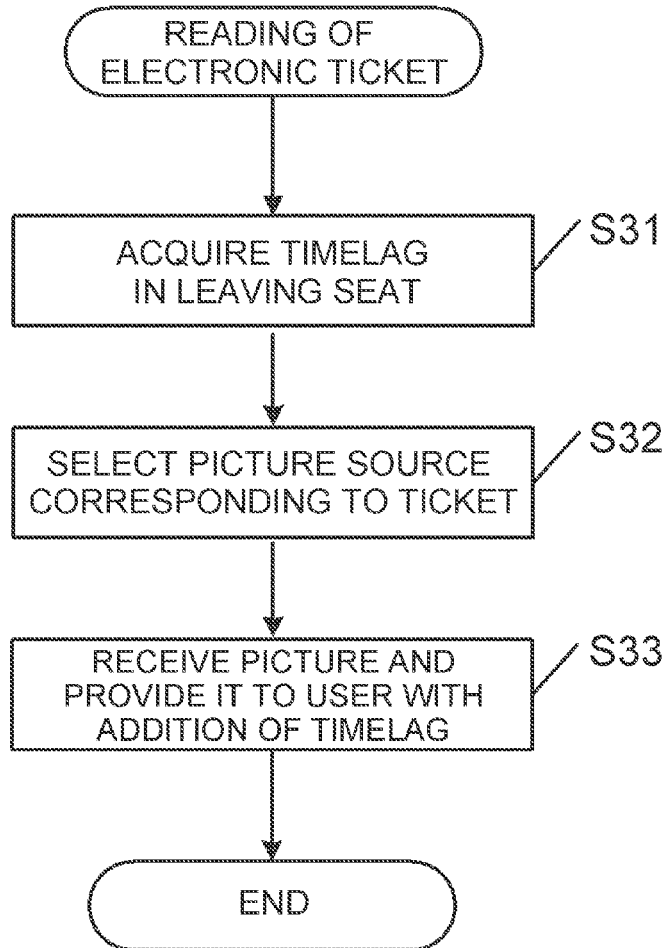 READING OF
ELECTRONIC TICKET
ACQUIRE TIMELAG
IN LEAVING SEAT
S31
SELECT PICTURE SOURCE
CORRESPONDING TO TICKET
S32
RECEIVE PICTURE AND
PROVIDE IT TO USER WITH
ADDITION OF TIMELAG
S33
END